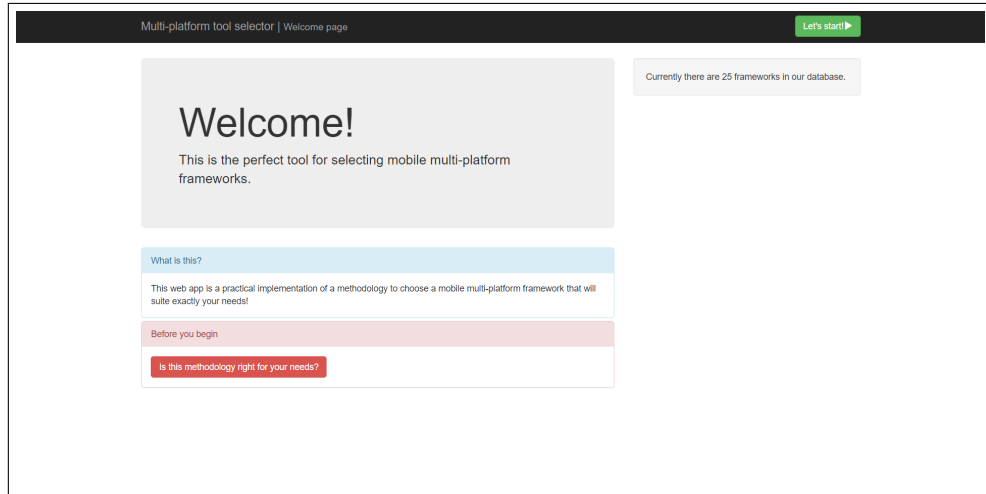 Multi-platform tool selector | Welcome page
Let's start!
Currently there are 25 frameworks in our database.
Welcome!
This is the perfect tool for selecting mobile multi-platform
frameworks.
What is this?
This web app is a practical implementation of a methodology to choose a mobile multi-platform framework that will
suite exactly your needs!
Before you begin
Is this methodology right for your needs?